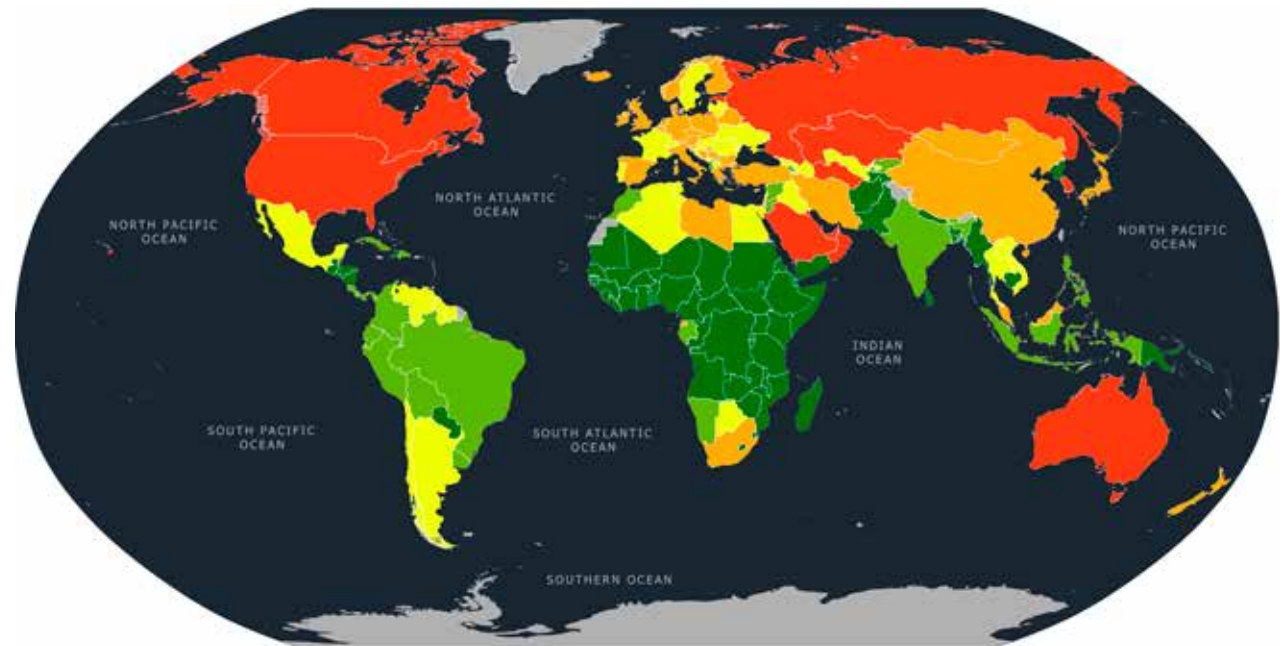 NORTH ATLANTIC
OCEAN
NORTH PACIFIC
OCEAN
NORTH PACIFIC
OCEAN
INDIAN
OCEAN
SOUTH PACIFIC
OCEAN
SOUTH ATLANTIC
OCEAN
SOUTHERN OCEAN